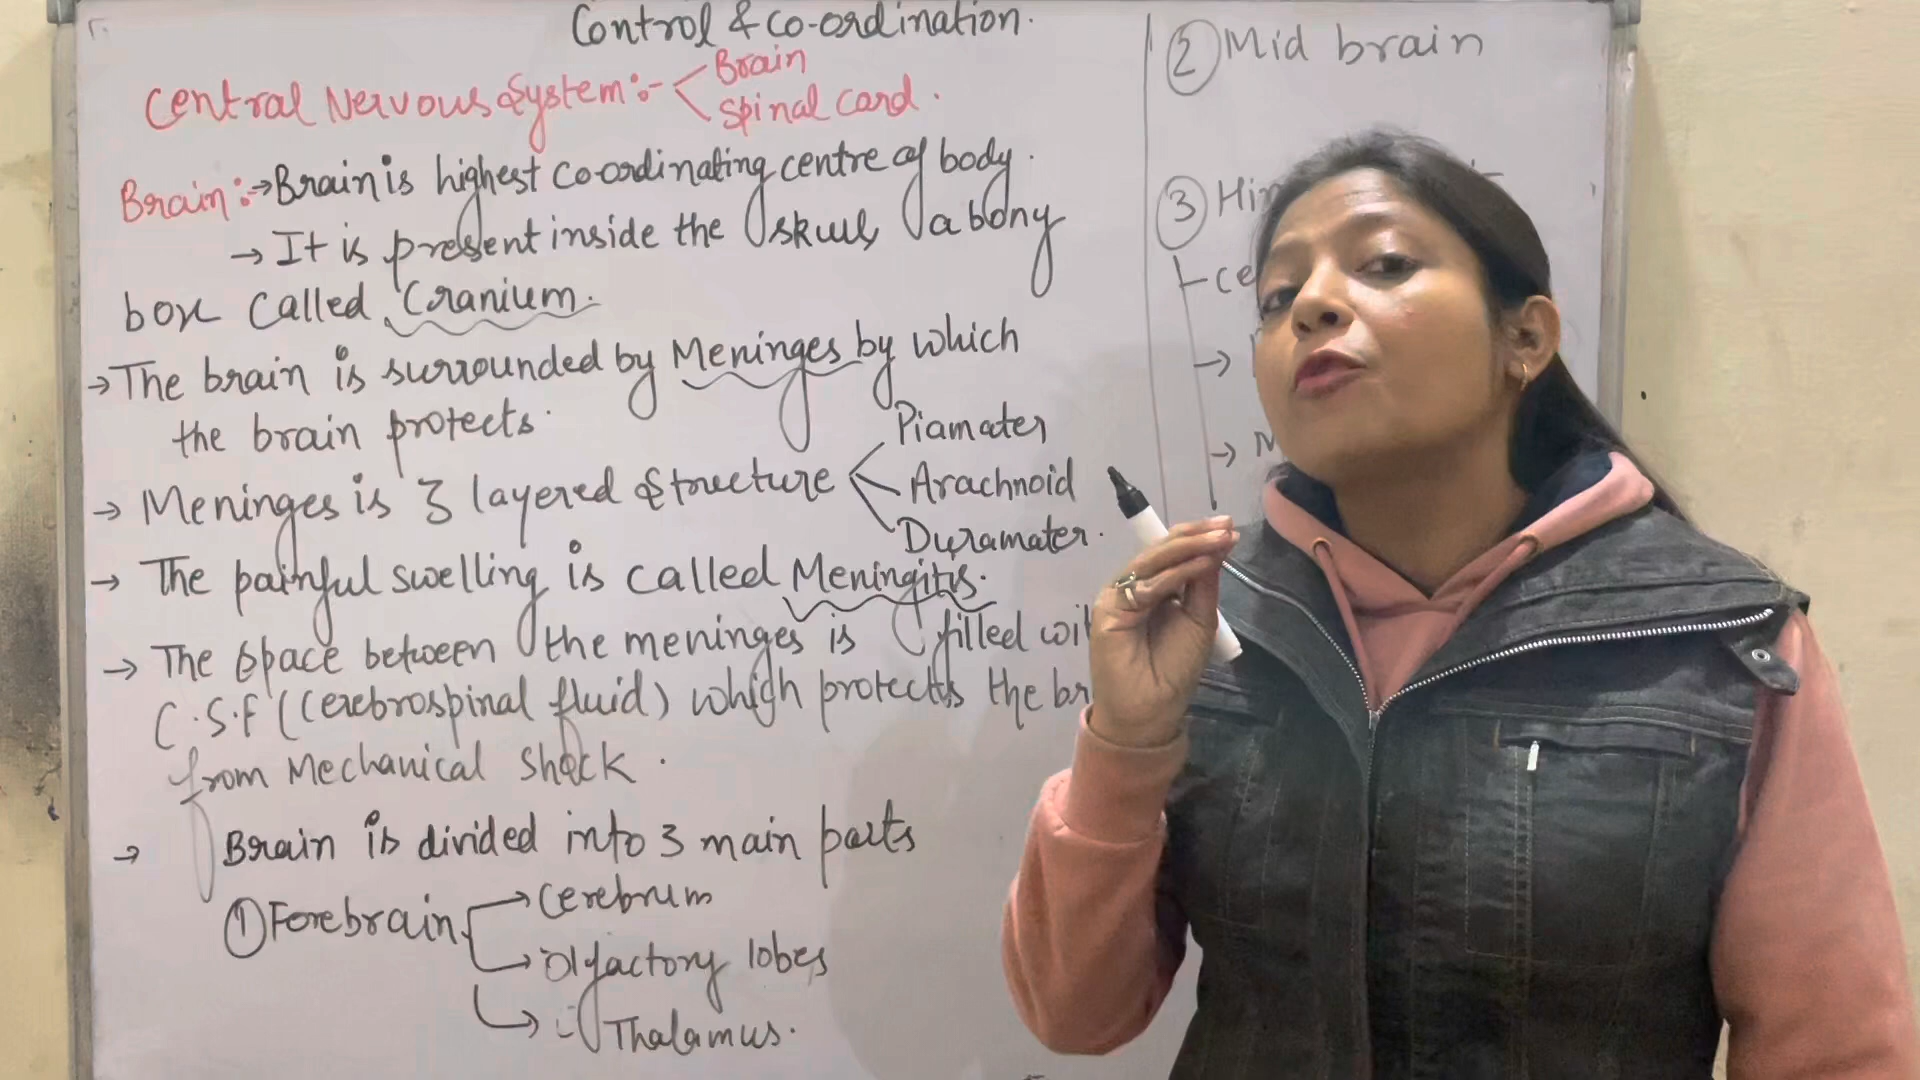 Control & Co-ordination.
Central Nervous System :-
Brain
Spinal Cord.
Brain :- → Brain is highest co-ordinating centre of body.
→ It is present inside the skull, a bony
box called Cranium.
→ The brain is surrounded by Meninges by which
the brain protects.
→ Meninges is 3 layered structure
Piamater
Arachnoid
Duramater.
→ The painful swelling is called Meningitis.
→ The space between the meninges is filled
C.S.F (Cerebrospinal fluid) which protects the
from Mechanical Shock.
→ Brain is divided into 3 main parts
① Forebrain
→ Cerebrum
→ Olfactory lobes
→ Thalamus.
② Mid brain
③